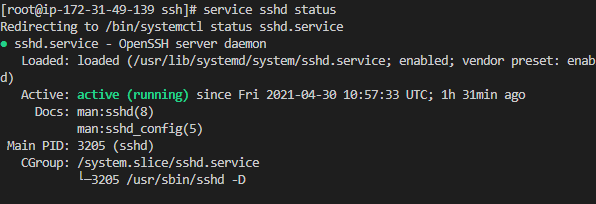 [root@ip-172-31-49-139 ssh]# service sshd status
Redirecting to /bin/systemctl status sshd.service
● sshd.service - OpenSSH server daemon
   Loaded: loaded (/usr/lib/systemd/system/sshd.service; enabled; vendor preset: enab
d)
   Active: active (running) since Fri 2021-04-30 10:57:33 UTC; 1h 31min ago
     Docs: man:sshd(8)
           man:sshd_config(5)
 Main PID: 3205 (sshd)
   CGroup: /system.slice/sshd.service
           └─3205 /usr/sbin/sshd -D